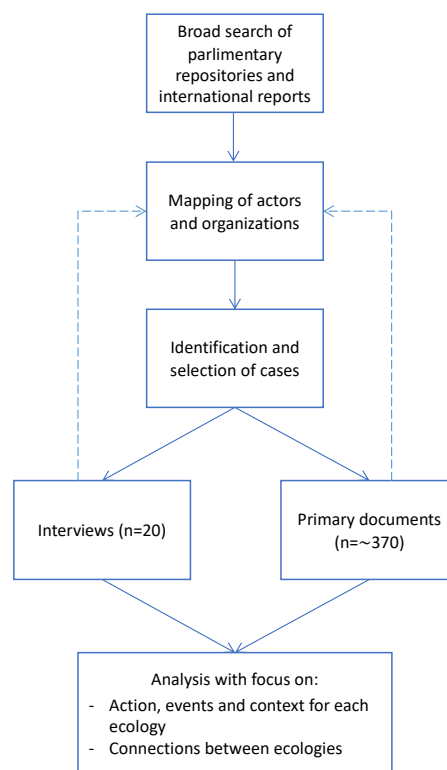 Broad search of
parlimentary
repositories and
international reports
Mapping of actors
and organizations
Identification and
selection of cases
Interviews (n=20)
Primary documents
(n=~370)
Analysis with focus on:
- Action, events and context for each
ecology
- Connections between ecologies